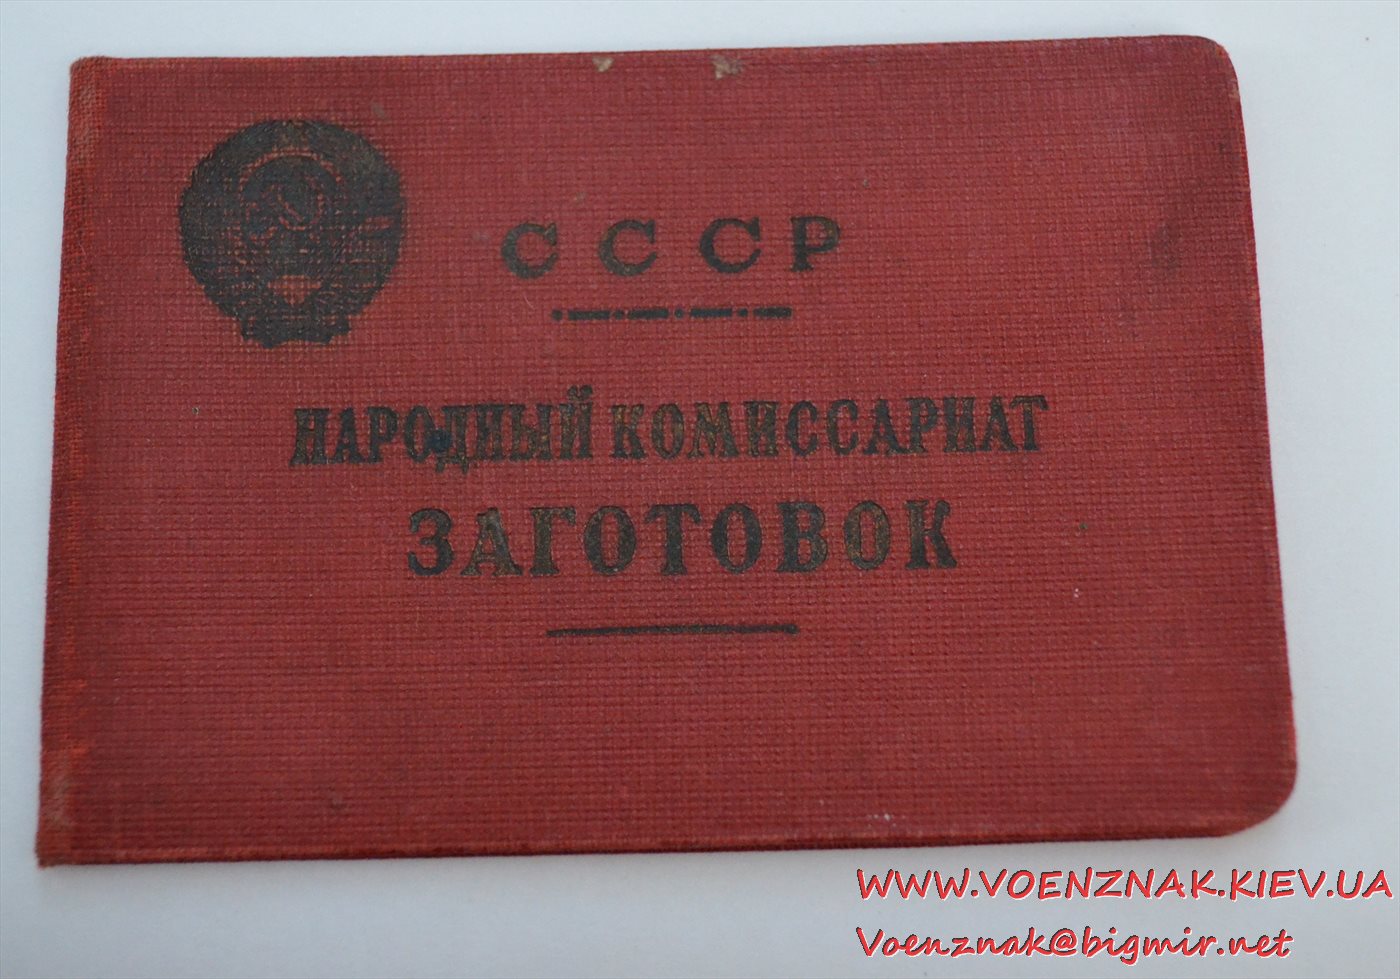 СССР
НАРОДНЫЙ КОМИССАРИАТ
ЗАГОТОВОК
WWW.VOENZNAK.KIEV.UA
Voenznak@bigmir.net